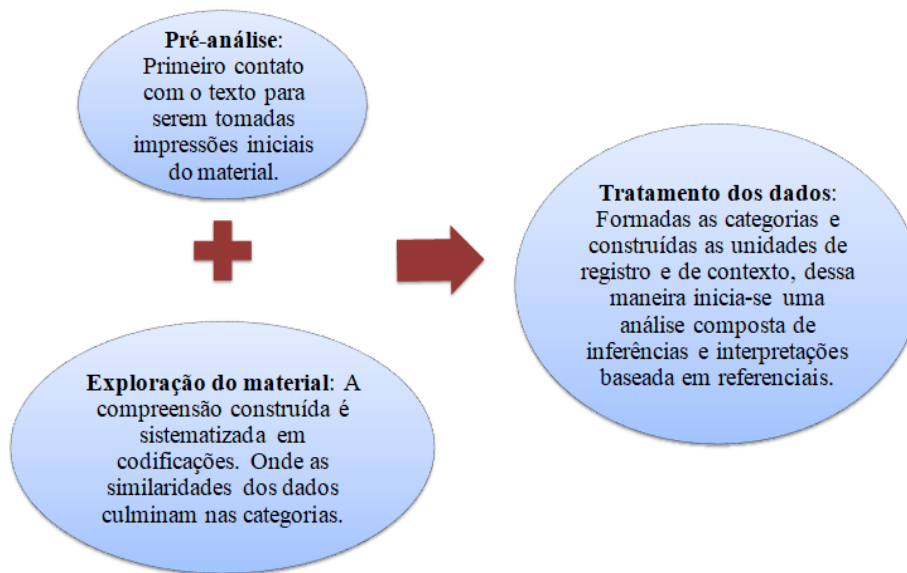 Pré-análise:
Primeiro contato
com o texto para
serem tomadas
impressões iniciais
do material.
Exploração do material: A
compreensão construída é
sistematizada em
codificações. Onde as
similaridades dos dados
culminam nas categorias.
Tratamento dos dados:
Formadas as categorias e
construídas as unidades de
registro e de contexto, dessa
maneira inicia-se uma
análise composta de
inferências e interpretações
baseada em referenciais.